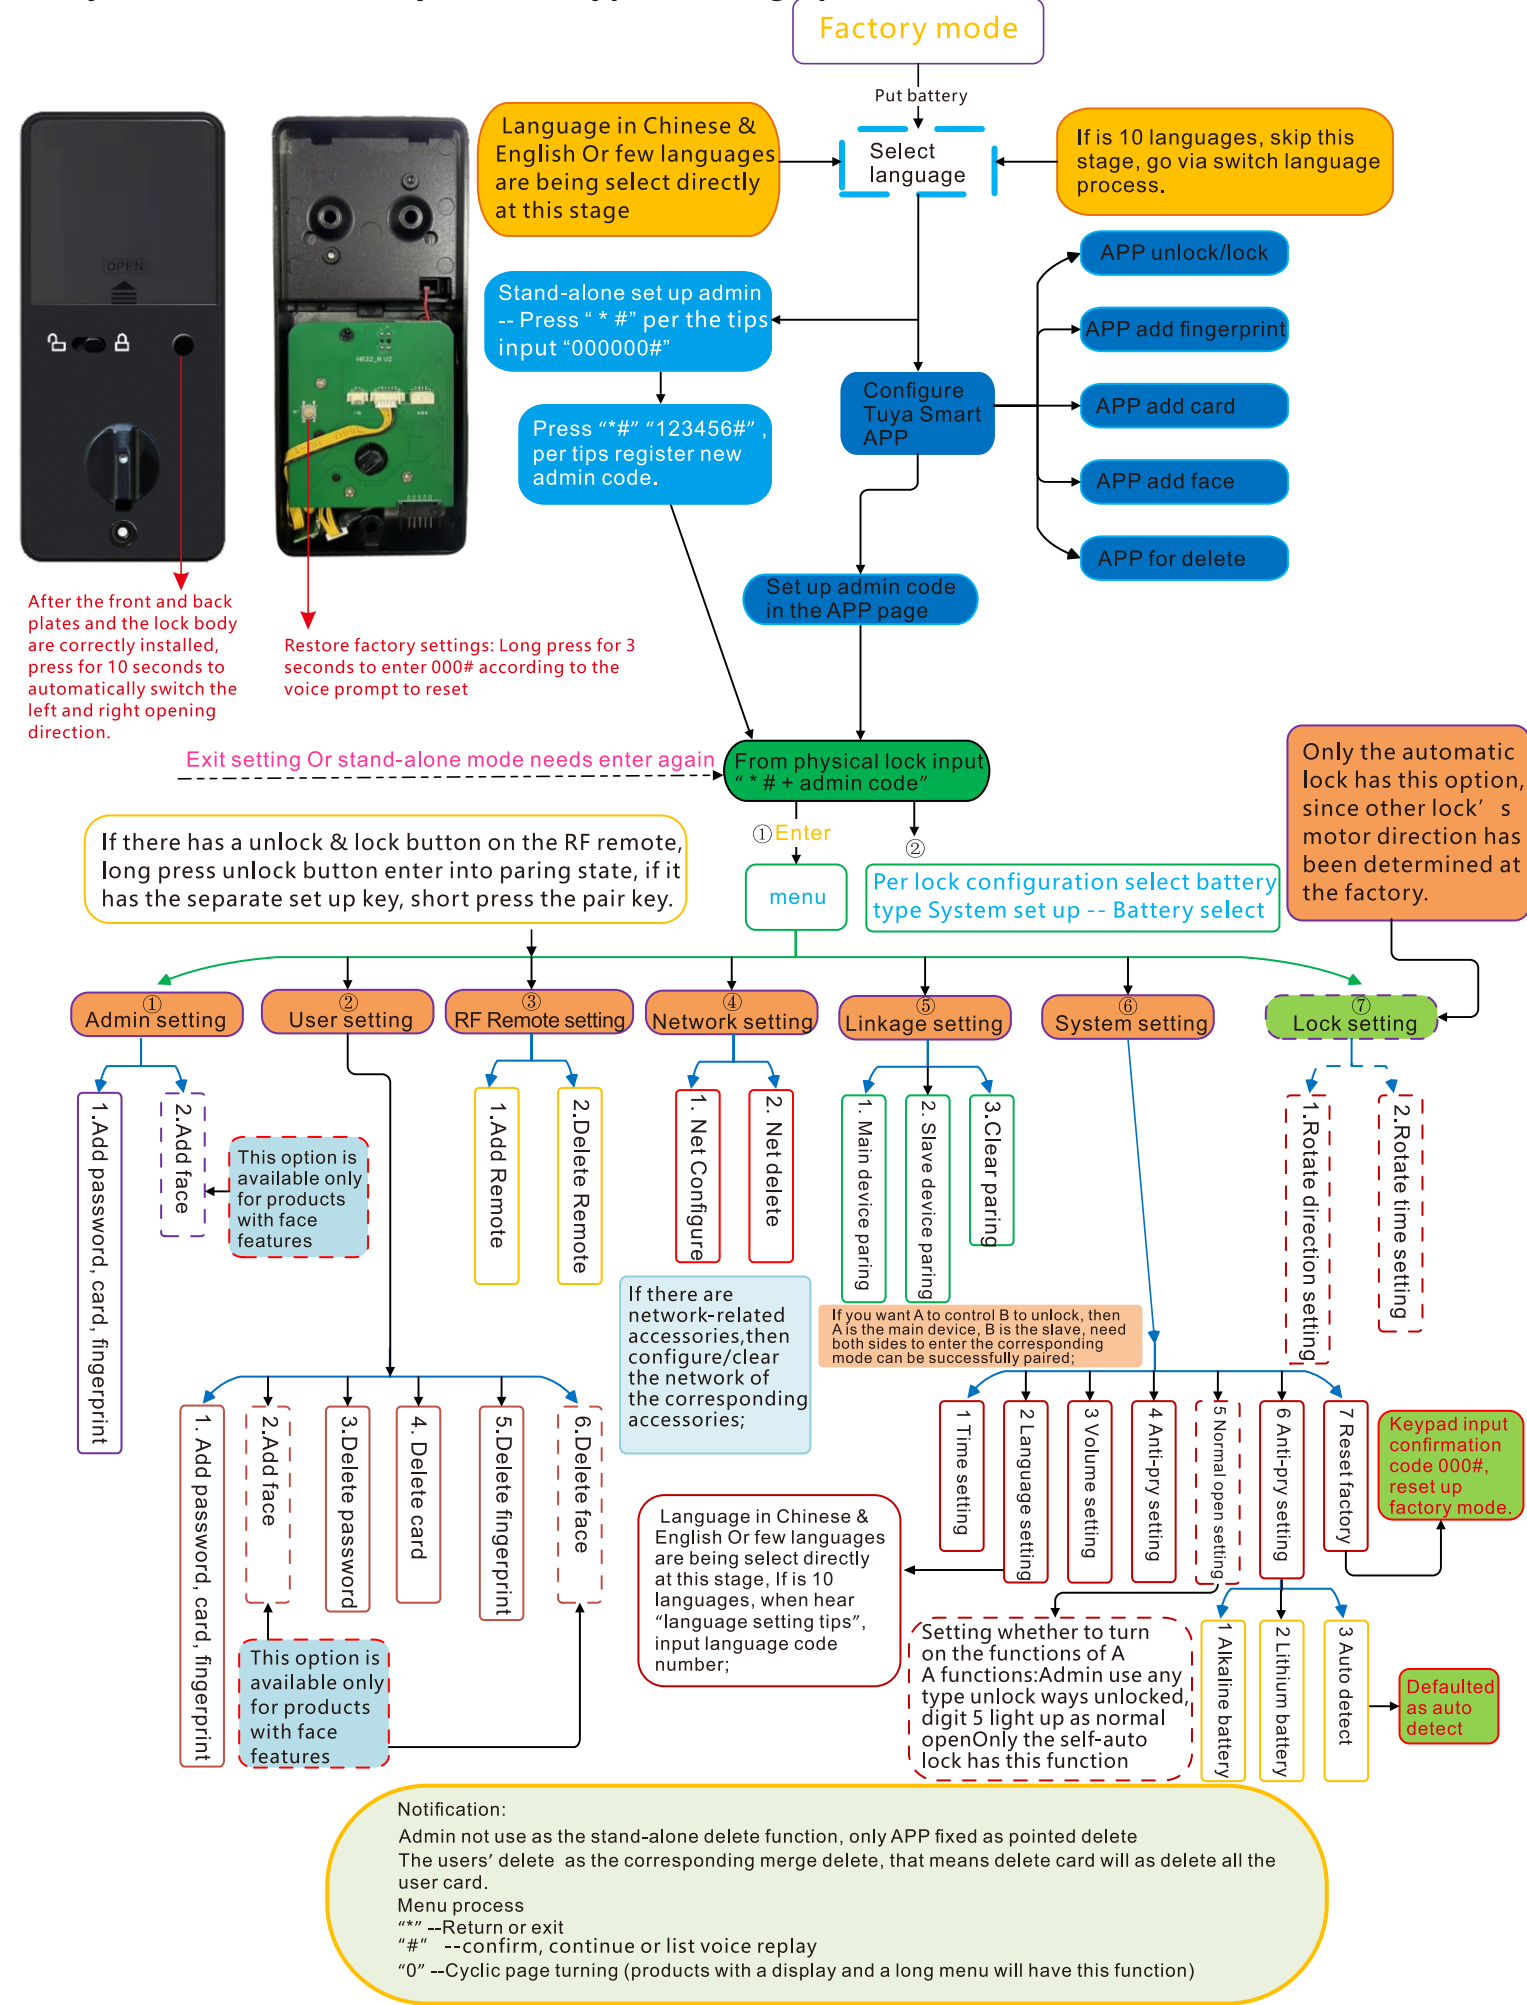 Factory mode
Put battery
Language in Chinese &
English Or few languages
are being select directly
at this stage
Select
language
If is 10 languages, skip this
stage, go via switch language
process.
OPEN
Stand-alone set up admin
-- Press “ * #” per the tips
input “000000#”
Press “*#” “123456#” ,
per tips register new
admin code.
Configure
Tuya Smart
APP
APP unlock/lock
APP add fingerprint
APP add card
APP add face
APP for delete
Set up admin code
in the APP page
After the front and back
plates and the lock body
are correctly installed,
press for 10 seconds to
automatically switch the
left and right opening
direction.
Restore factory settings: Long press for 3
seconds to enter 000# according to the
voice prompt to reset
Exit setting Or stand-alone mode needs enter again
From physical lock input
“ * # + admin code”
① Enter
②
menu
Per lock configuration select battery
type System set up -- Battery select
Only the automatic
lock has this option,
since other lock’ s
motor direction has
been determined at
the factory.
If there has a unlock & lock button on the RF remote,
long press unlock button enter into paring state, if it
has the separate set up key, short press the pair key.
①
Admin setting
②
User setting
③
RF Remote setting
④
Network setting
⑤
Linkage setting
⑥
System setting
⑦
Lock setting
1.Add password, card, fingerprint
2.Add face
This option is
available only
for products
with face
features
1.Add Remote
2.Delete Remote
1. Net Configure
2. Net delete
1. Main device paring
2. Slave device paring
3.Clear paring
1.Rotate direction setting
2.Rotate time setting
If there are
network-related
accessories,then
configure/clear
the network of
the corresponding
accessories;
If you want A to control B to unlock, then
A is the main device, B is the slave, need
both sides to enter the corresponding
mode can be successfully paired;
1. Add password, card, fingerprint
2.Add face
3.Delete password
4. Delete card
5.Delete fingerprint
6.Delete face
This option is
available only
for products
with face
features
1 Time setting
2 Language setting
3 Volume setting
4 Anti-pry setting
5 Normal open setting
6 Anti-pry setting
7 Reset factory
Keypad input
confirmation
code 000#,
reset up
factory mode.
Language in Chinese &
English Or few languages
are being select directly
at this stage, If is 10
languages, when hear
“language setting tips”,
input language code
number;
Setting whether to turn
on the functions of A
A functions:Admin use any
type unlock ways unlocked,
digit 5 light up as normal
openOnly the self-auto
lock has this function
1 Alkaline battery
2 Lithium battery
3 Auto detect
Defaulted
as auto
detect
Notification:
Admin not use as the stand-alone delete function, only APP fixed as pointed delete
The users’ delete as the corresponding merge delete, that means delete card will as delete all the
user card.
Menu process
“*” --Return or exit
“#” --confirm, continue or list voice replay
“0” --Cyclic page turning (products with a display and a long menu will have this function)